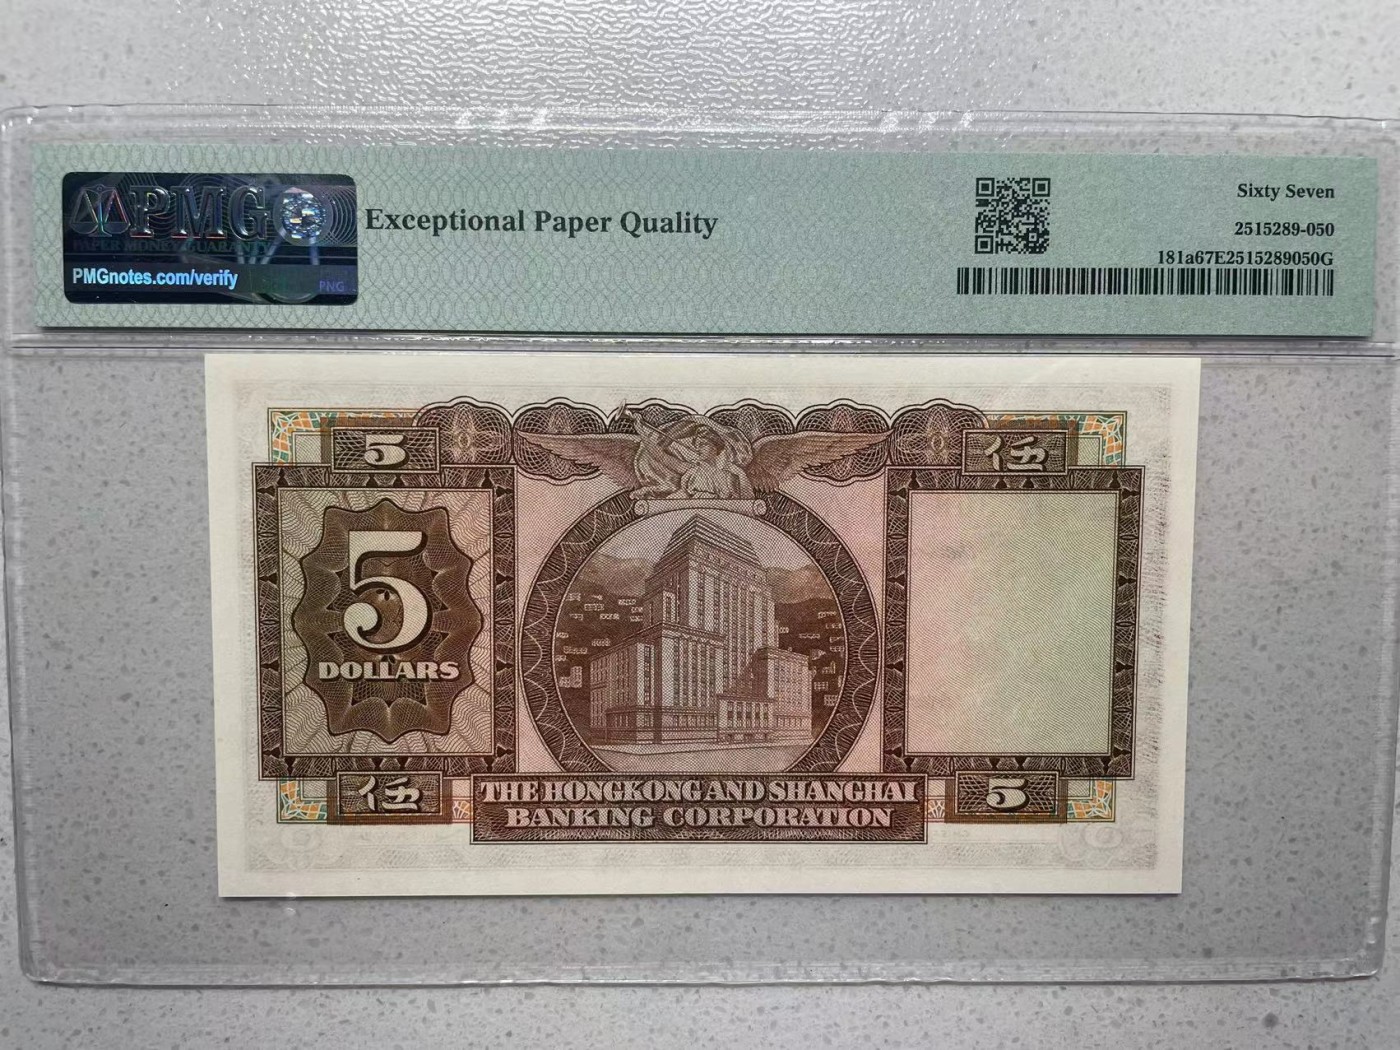 PMG
PAPER MONEY GUARANTY
PMGnotes.com/verify
PNG
Exceptional Paper Quality
Sixty Seven
2515289-050
181a67E2515289050G
5
伍
5
DOLLARS
伍
THE HONGKONG AND SHANGHAI
BANKING CORPORATION
5